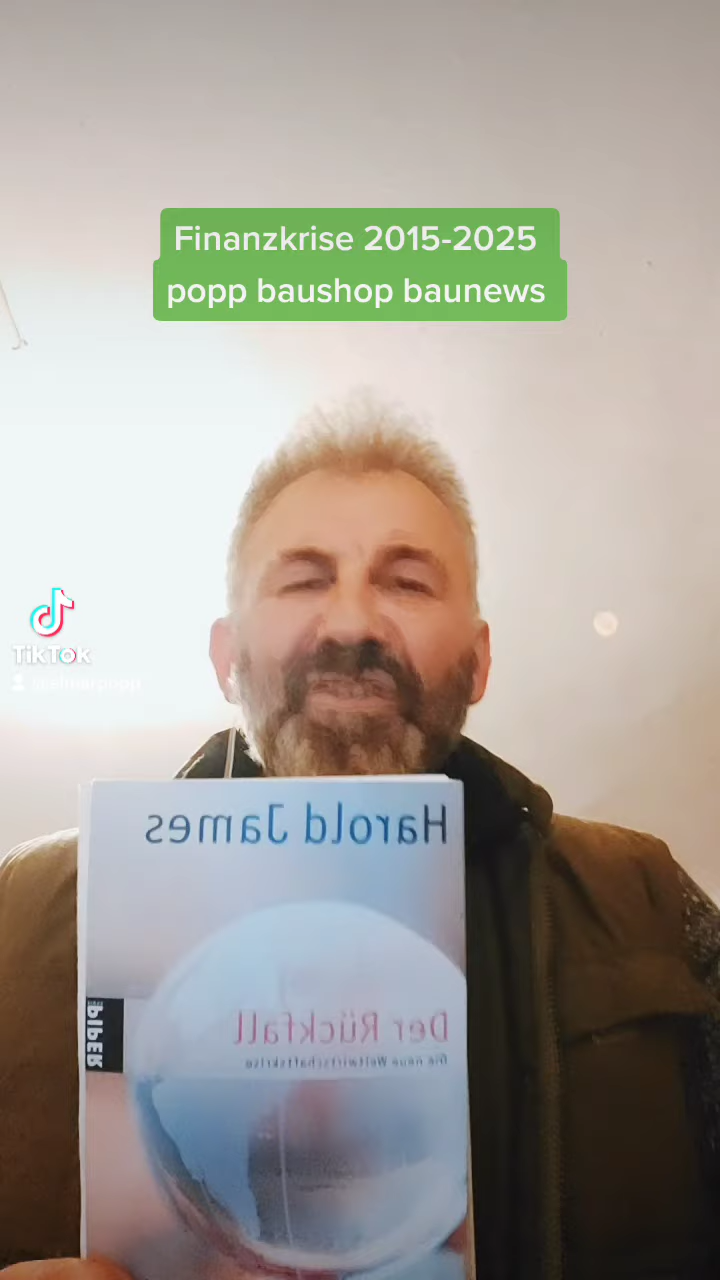 Finanzkrise 2015-2025
popp baushop baunews
TikTok
Harold James
Der Rückfall
Die neue Weltwirtschaftskrise
PIPER